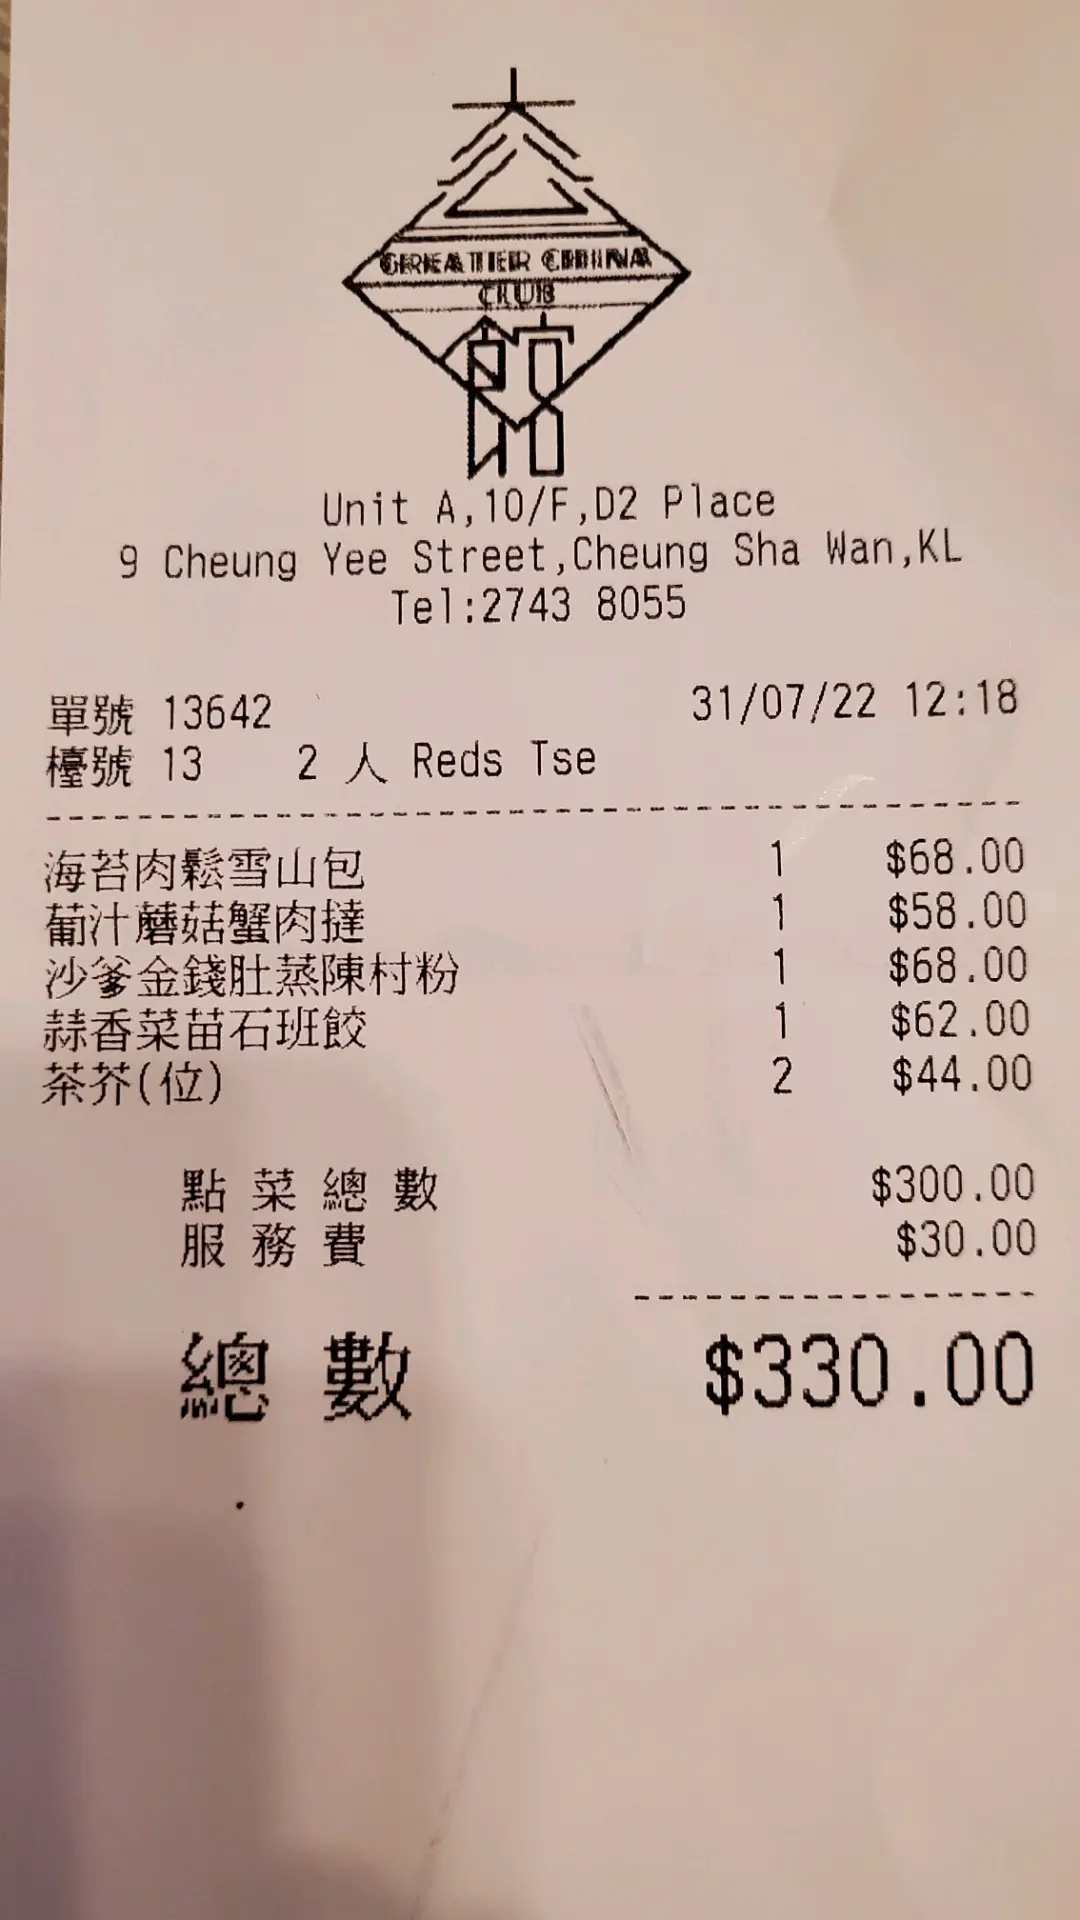 大
GREATER CHINA
CLUB
阳
Unit A,10/F,D2 Place
9 Cheung Yee Street,Cheung Sha Wan,KL
Tel:2743 8055
單號 13642 31/07/22 12:18
檯號 13 2 人 Reds Tse
海苔肉鬆雪山包 1 $68.00
葡汁蘑菇蟹肉撻 1 $58.00
沙爹金錢肚蒸陳村粉 1 $68.00
蒜香菜苗石班餃 1 $62.00
茶芥(位) 2 $44.00
點菜總數 $300.00
服務費 $30.00
總數 $330.00